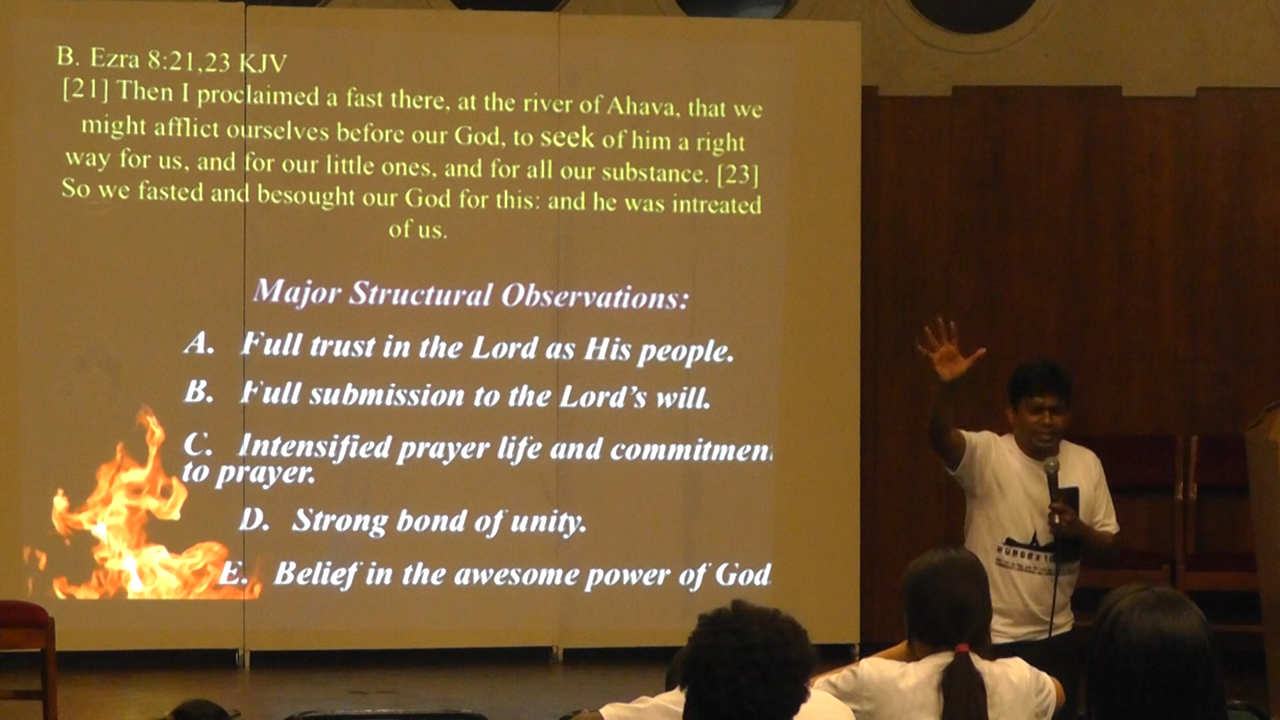 B. Ezra 8:21,23 KJV
[21] Then I proclaimed a fast there, at the river of Ahava, that we
might afflict ourselves before our God, to seek of him a right
way for us, and for our little ones, and for all our substance. [23]
So we fasted and besought our God for this: and he was intreated
of us.
Major Structural Observations:
A. Full trust in the Lord as His people.
B. Full submission to the Lord's will.
C. Intensified prayer life and commitmen
to prayer.
D. Strong bond of unity.
E. Belief in the awesome power of God